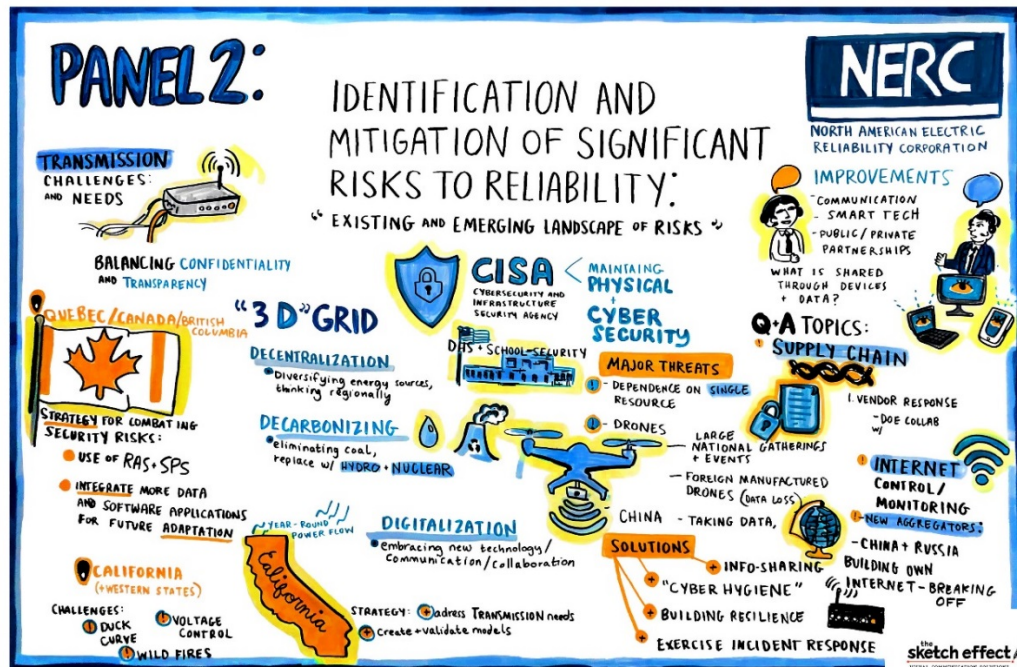 PANEL 2:
IDENTIFICATION AND
MITIGATION OF SIGNIFICANT
RISKS TO RELIABILITY:
"EXISTING AND EMERGING LANDSCAPE OF RISKS"
NERC
NORTH AMERICAN ELECTRIC
RELIABILITY CORPORATION
TRANSMISSION
CHALLENGES:
AND NEEDS
BALANCING CONFIDENTIALITY
AND TRANSPARENCY
QUEBEC/CANADA/BRITISH
COLUMBIA
STRATEGY FOR COMBATING
SECURITY RISKS:
USE OF RAS + SPS
INTEGRATE MORE DATA
AND SOFTWARE APPLICATIONS
FOR FUTURE ADAPTATION
CALIFORNIA
(+WESTERN STATES)
CHALLENGES:
! DUCK
CURVE
! VOLTAGE
CONTROL
! WILD FIRES
"3 D" GRID
DECENTRALIZATION
Diversifying energy sources,
thinking regionally
DECARBONIZING
eliminating coal,
replace w/ HYDRO + NUCLEAR
DIGITALIZATION
embracing new technology/
Communication/collaboration
YEAR-ROUND
POWER FLOW
California
STRATEGY: + adress TRANSMISSION needs
+ Create + validate models
CISA
CYBERSECURITY AND
INFRASTRUCTURE
SECURITY AGENCY
MAINTAINING
PHYSICAL
+
CYBER
SECURITY
DHS + SCHOOL-SECURITY
MAJOR THREATS
! - DEPENDENCE ON SINGLE
RESOURCE
! - DRONES
LARGE
NATIONAL GATHERINGS
+ EVENTS
- FOREIGN MANUFACTURED
DRONES (DATA LOSS)
CHINA - TAKING DATA,
SOLUTIONS
+ INFO-SHARING
+ "CYBER HYGIENE"
+ BUILDING RESILIENCE
+ EXERCISE INCIDENT RESPONSE
IMPROVEMENTS
- COMMUNICATION
- SMART TECH
- PUBLIC/PRIVATE
PARTNERSHIPS
WHAT IS SHARED
THROUGH DEVICES
+ DATA?
Q+A TOPICS:
! SUPPLY CHAIN
1. VENDOR RESPONSE
- DOE COLLAB
W/
! INTERNET
CONTROL/
MONITORING
! - NEW AGGREGATORS:
- CHINA + RUSSIA
BUILDING OWN
INTERNET - BREAKING
OFF
the
sketch effect/